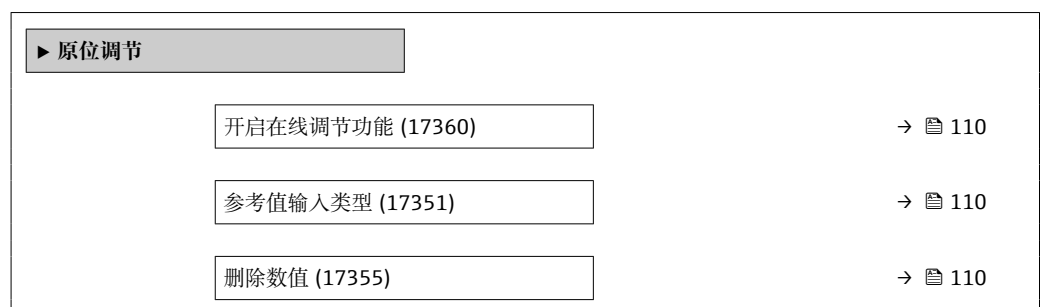 ▶ 原位调节
开启在线调节功能 (17360) → 110
参考值输入类型 (17351) → 110
删除数值 (17355) → 110